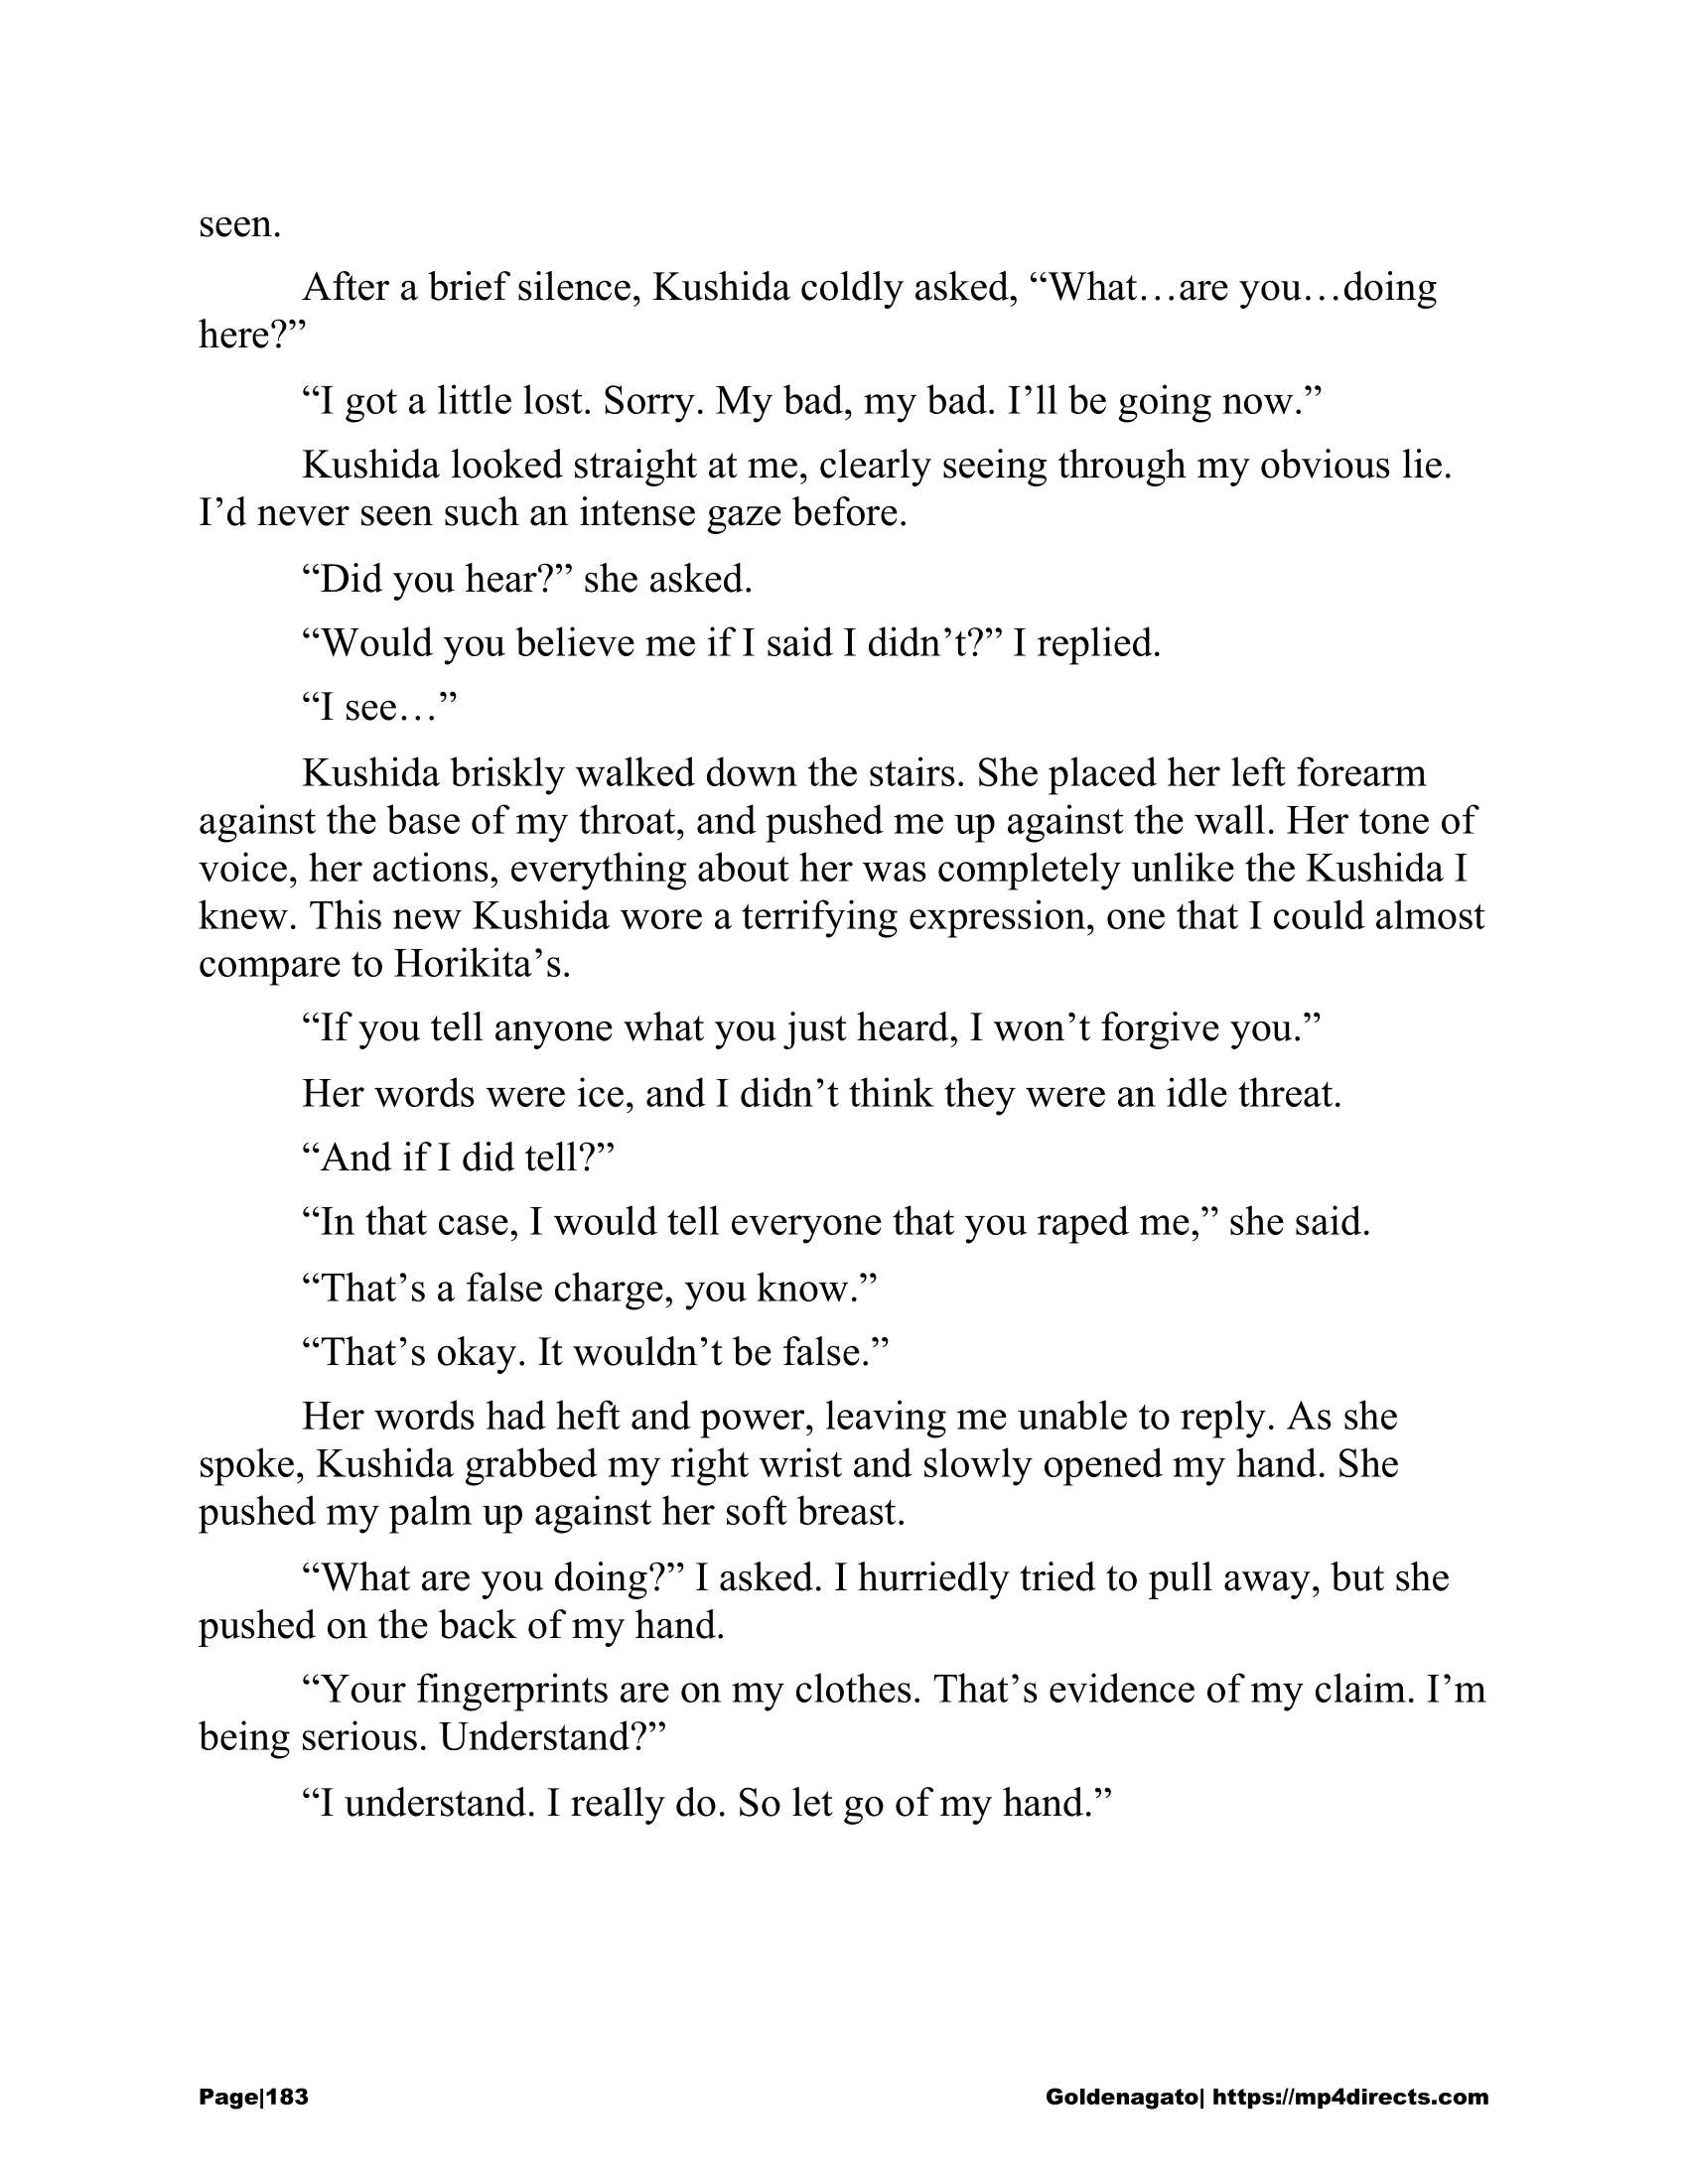 seen.
After a brief silence, Kushida coldly asked, “What…are you…doing
here?”
“I got a little lost. Sorry. My bad, my bad. I’ll be going now.”
Kushida looked straight at me, clearly seeing through my obvious lie.
I’d never seen such an intense gaze before.
“Did you hear?” she asked.
“Would you believe me if I said I didn’t?” I replied.
“I see…”
Kushida briskly walked down the stairs. She placed her left forearm
against the base of my throat, and pushed me up against the wall. Her tone of
voice, her actions, everything about her was completely unlike the Kushida I
knew. This new Kushida wore a terrifying expression, one that I could almost
compare to Horikita’s.
“If you tell anyone what you just heard, I won’t forgive you.”
Her words were ice, and I didn’t think they were an idle threat.
“And if I did tell?”
“In that case, I would tell everyone that you raped me,” she said.
“That’s a false charge, you know.”
“That’s okay. It wouldn’t be false.”
Her words had heft and power, leaving me unable to reply. As she
spoke, Kushida grabbed my right wrist and slowly opened my hand. She
pushed my palm up against her soft breast.
“What are you doing?” I asked. I hurriedly tried to pull away, but she
pushed on the back of my hand.
“Your fingerprints are on my clothes. That’s evidence of my claim. I’m
being serious. Understand?”
“I understand. I really do. So let go of my hand.”
Page|183 Goldenagato| https://mp4directs.com